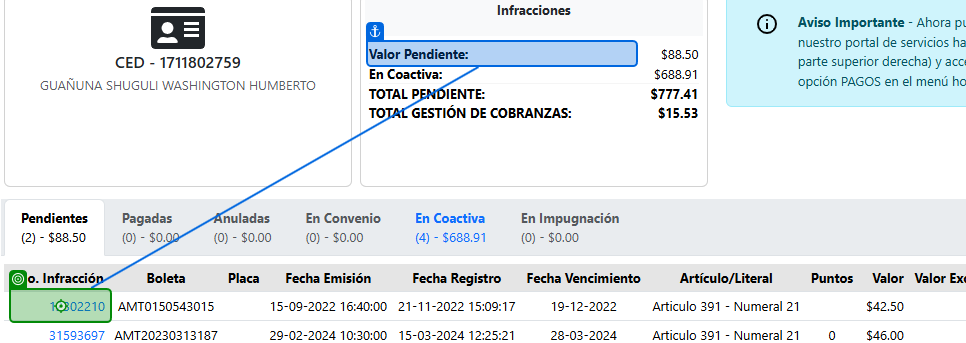 Infracciones
CED - 1711802759
GUAÑUNA SHUGULI WASHINGTON HUMBERTO
Valor Pendiente: $88.50
En Coactiva: $688.91
TOTAL PENDIENTE: $777.41
TOTAL GESTIÓN DE COBRANZAS: $15.53
Aviso Importante - Ahora pu
nuestro portal de servicios ha
parte superior derecha) y acce
opción PAGOS en el menú ho
Pendientes Pagadas Anuladas En Convenio En Coactiva En Impugnación
(2) - $88.50 (0) - $0.00 (0) - $0.00 (0) - $0.00 (4) - $688.91 (0) - $0.00
o. Infracción Boleta Placa Fecha Emisión Fecha Registro Fecha Vencimiento Artículo/Literal Puntos Valor Valor Exc
AMT0150543015 15-09-2022 16:40:00 21-11-2022 15:09:17 19-12-2022 Articulo 391 - Numeral 21 $42.50
31593697 AMT20230313187 29-02-2024 10:30:00 15-03-2024 12:25:21 28-03-2024 Articulo 391 - Numeral 21 0 $46.00